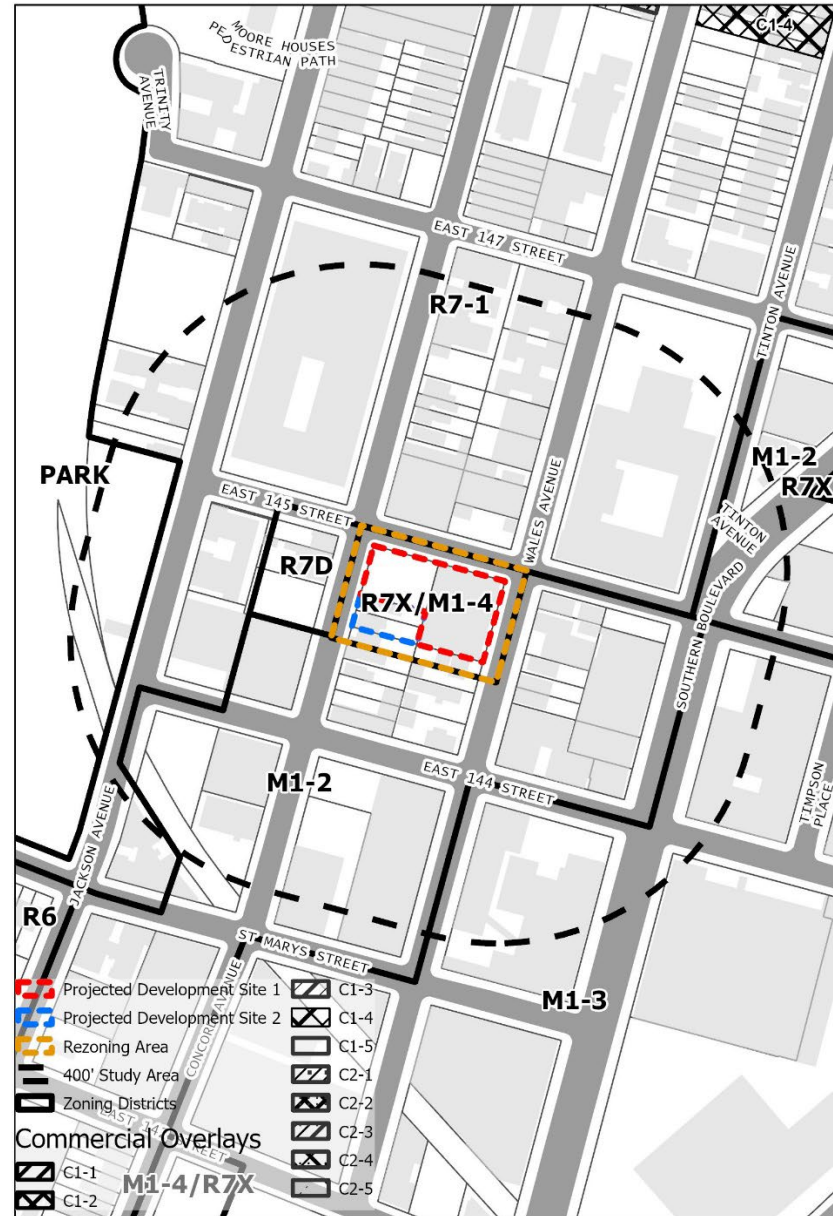 C1-4
MOORE HOUSES
PEDESTRIAN PATH
TRINITY
AVENUE
EAST 147 STREET
TINTON AVENUE
R7-1
M1-2
R7X
PARK
EAST 145 STREET
WALES AVENUE
TINTON
AVENUE
R7D
R7X/M1-4
SOUTHERN BOULEVARD
EAST 144 STREET
TIMPSON
PLACE
M1-2
JACKSON AVENUE
R6
ST MARYS STREET
CONCORD AVENUE
M1-3
Projected Development Site 1
Projected Development Site 2
Rezoning Area
400' Study Area
Zoning Districts
Commercial Overlays
C1-1
C1-2
C1-3
C1-4
C1-5
C2-1
C2-2
C2-3
C2-4
C2-5
M1-4/R7X